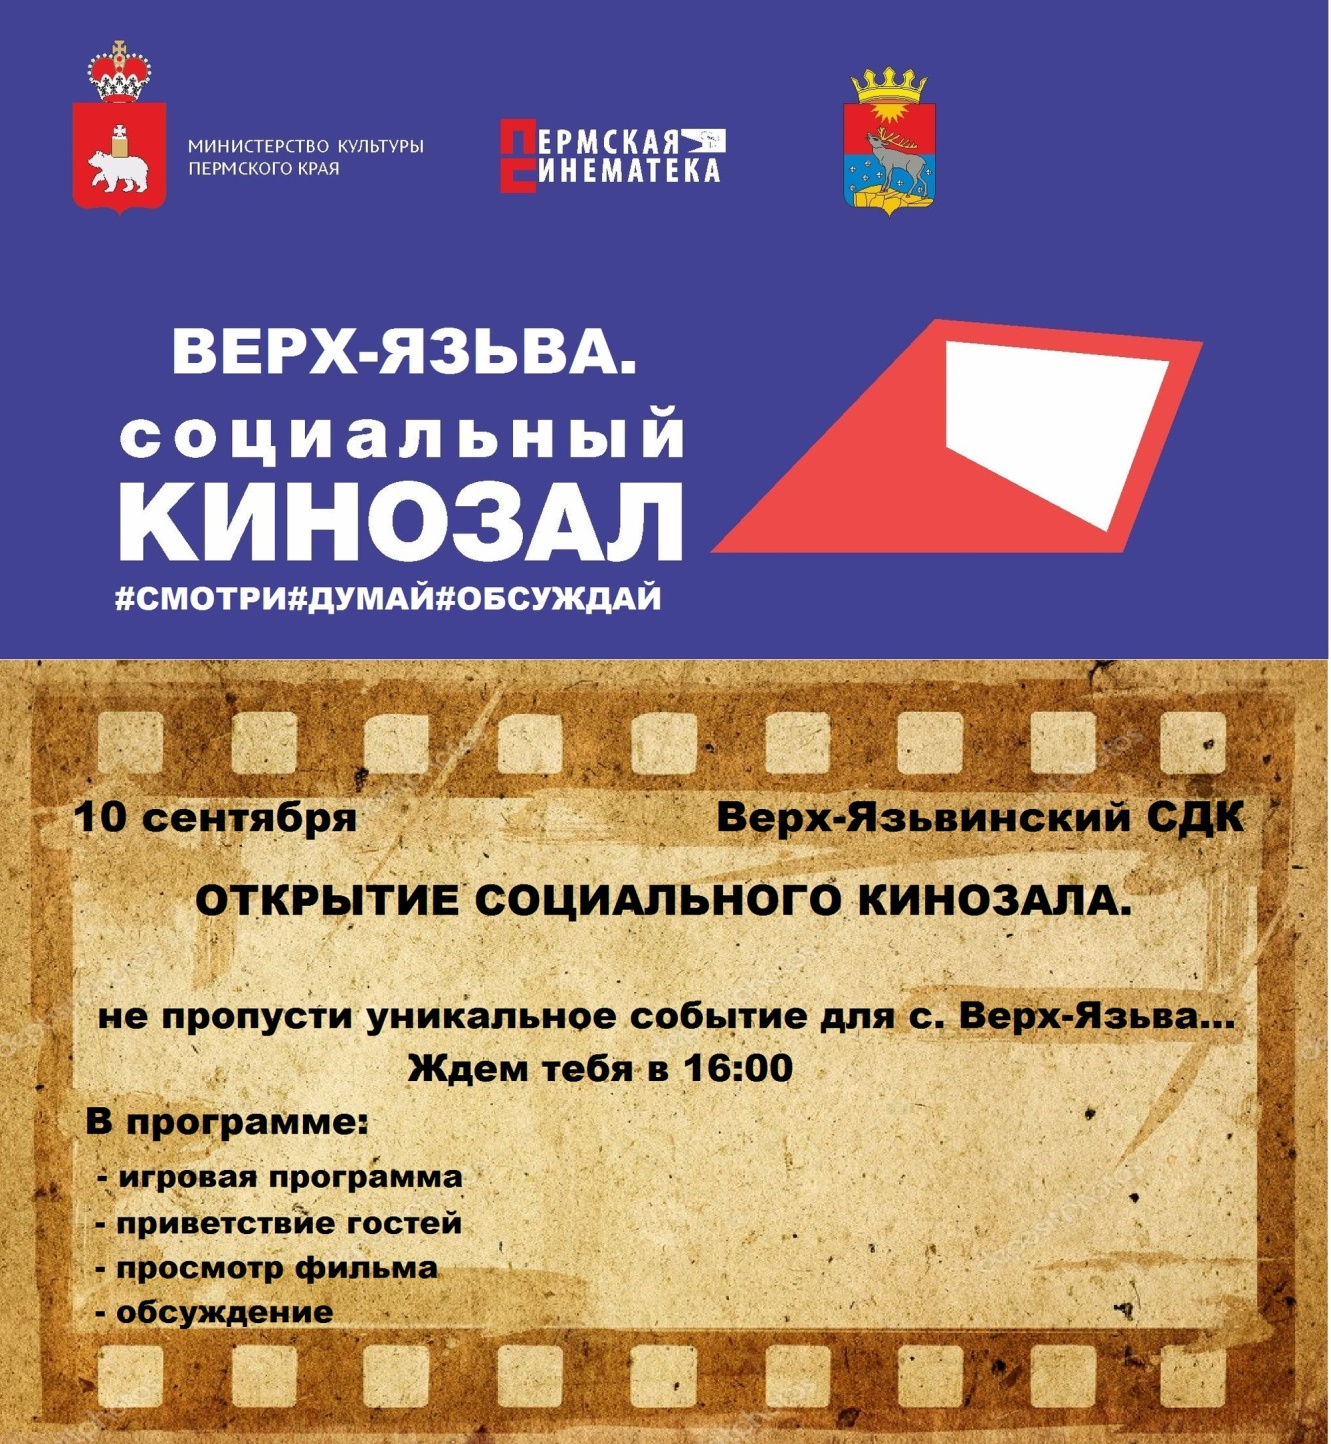 МИНИСТЕРСТВО КУЛЬТУРЫ
ПЕРМСКОГО КРАЯ
ПЕРМСКАЯ
СИНЕМАТЕКА
ВЕРХ-ЯЗЬВА.
социальный
КИНОЗАЛ
#СМОТРИ#ДУМАЙ#ОБСУЖДАЙ
10 сентября Верх-Язьвинский СДК
ОТКРЫТИЕ СОЦИАЛЬНОГО КИНОЗАЛА.
не пропусти уникальное событие для с. Верх-Язьва...
Ждем тебя в 16:00
В программе:
- игровая программа
- приветствие гостей
- просмотр фильма
- обсуждение